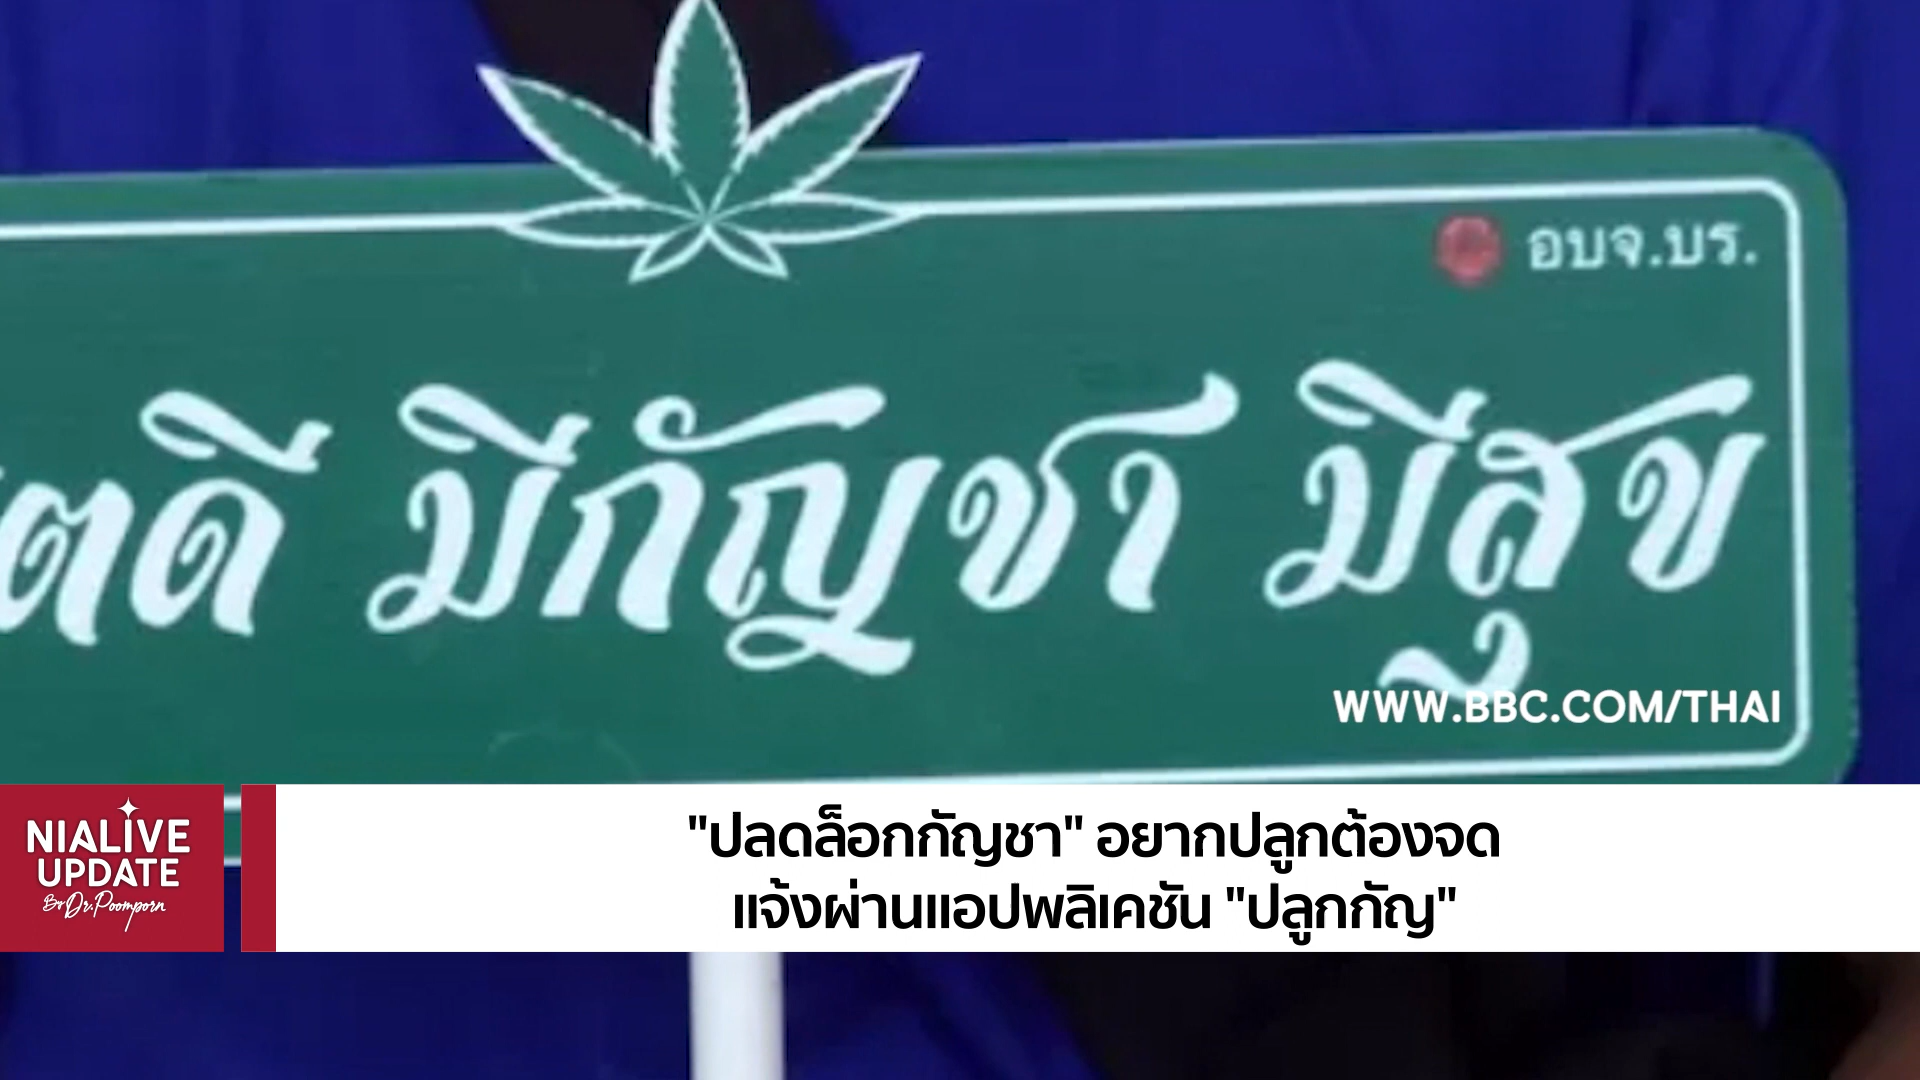 อบจ.บร.
ตดี มีกัญชา มีสุข
WWW.BBC.COM/THAI
NIALIVE
UPDATE
By Dr.Poomporn
"ปลดล็อกกัญชา" อยากปลูกต้องจด
แจ้งผ่านแอปพลิเคชัน "ปลูกกัญ"